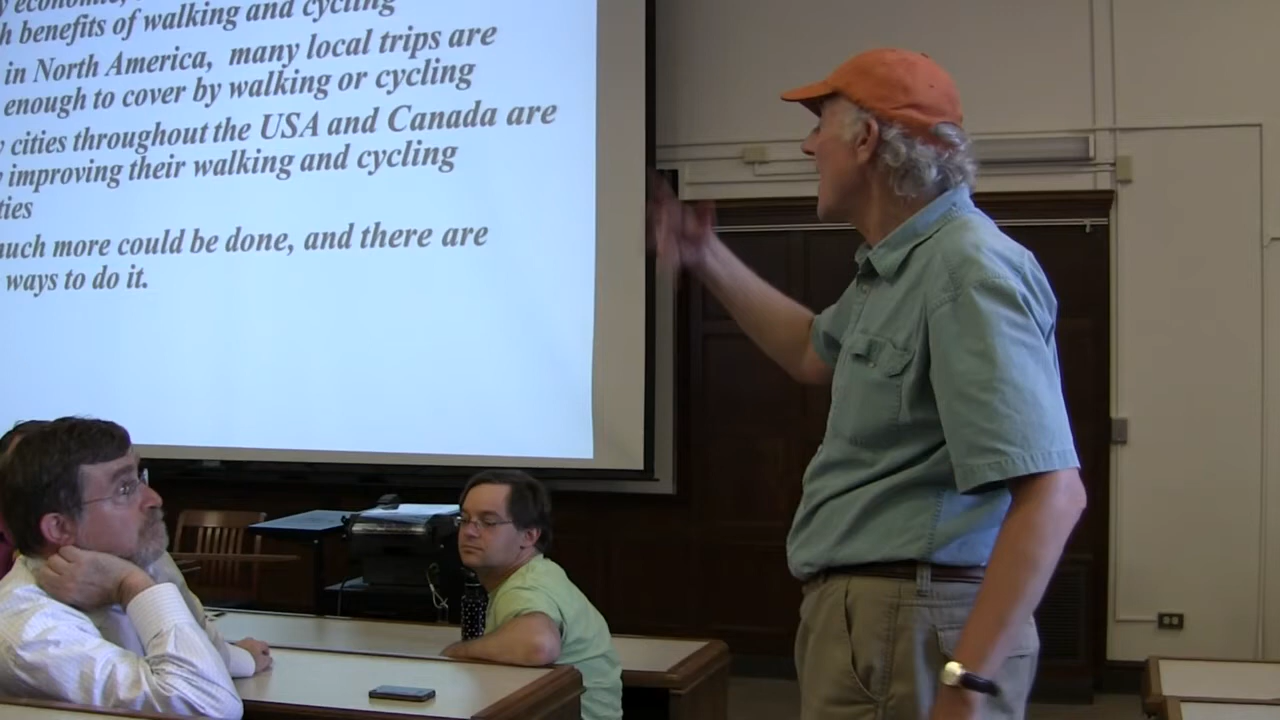 benefits of walking and cycling
in North America, many local trips are
enough to cover by walking or cycling
cities throughout the USA and Canada are
improving their walking and cycling
much more could be done, and there are
ways to do it.